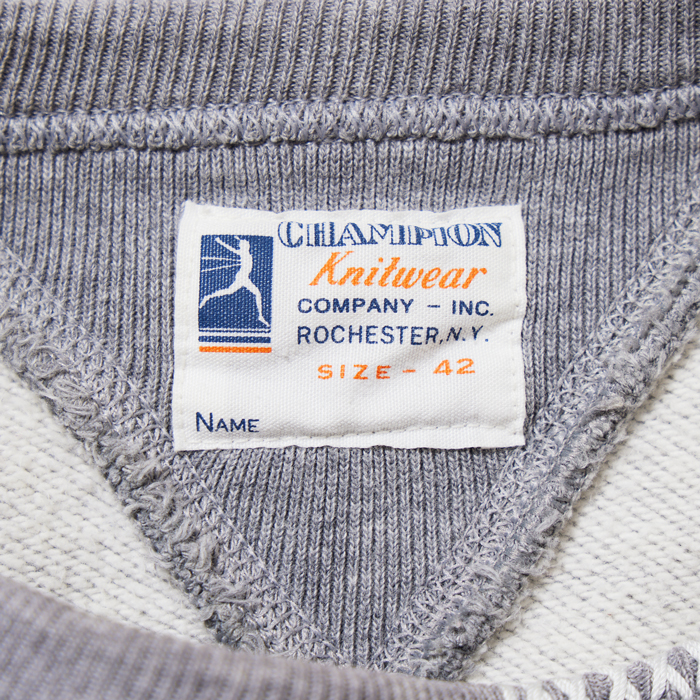 CHAMPION
Knitwear
COMPANY - INC.
ROCHESTER, N.Y.
SIZE - 42
NAME